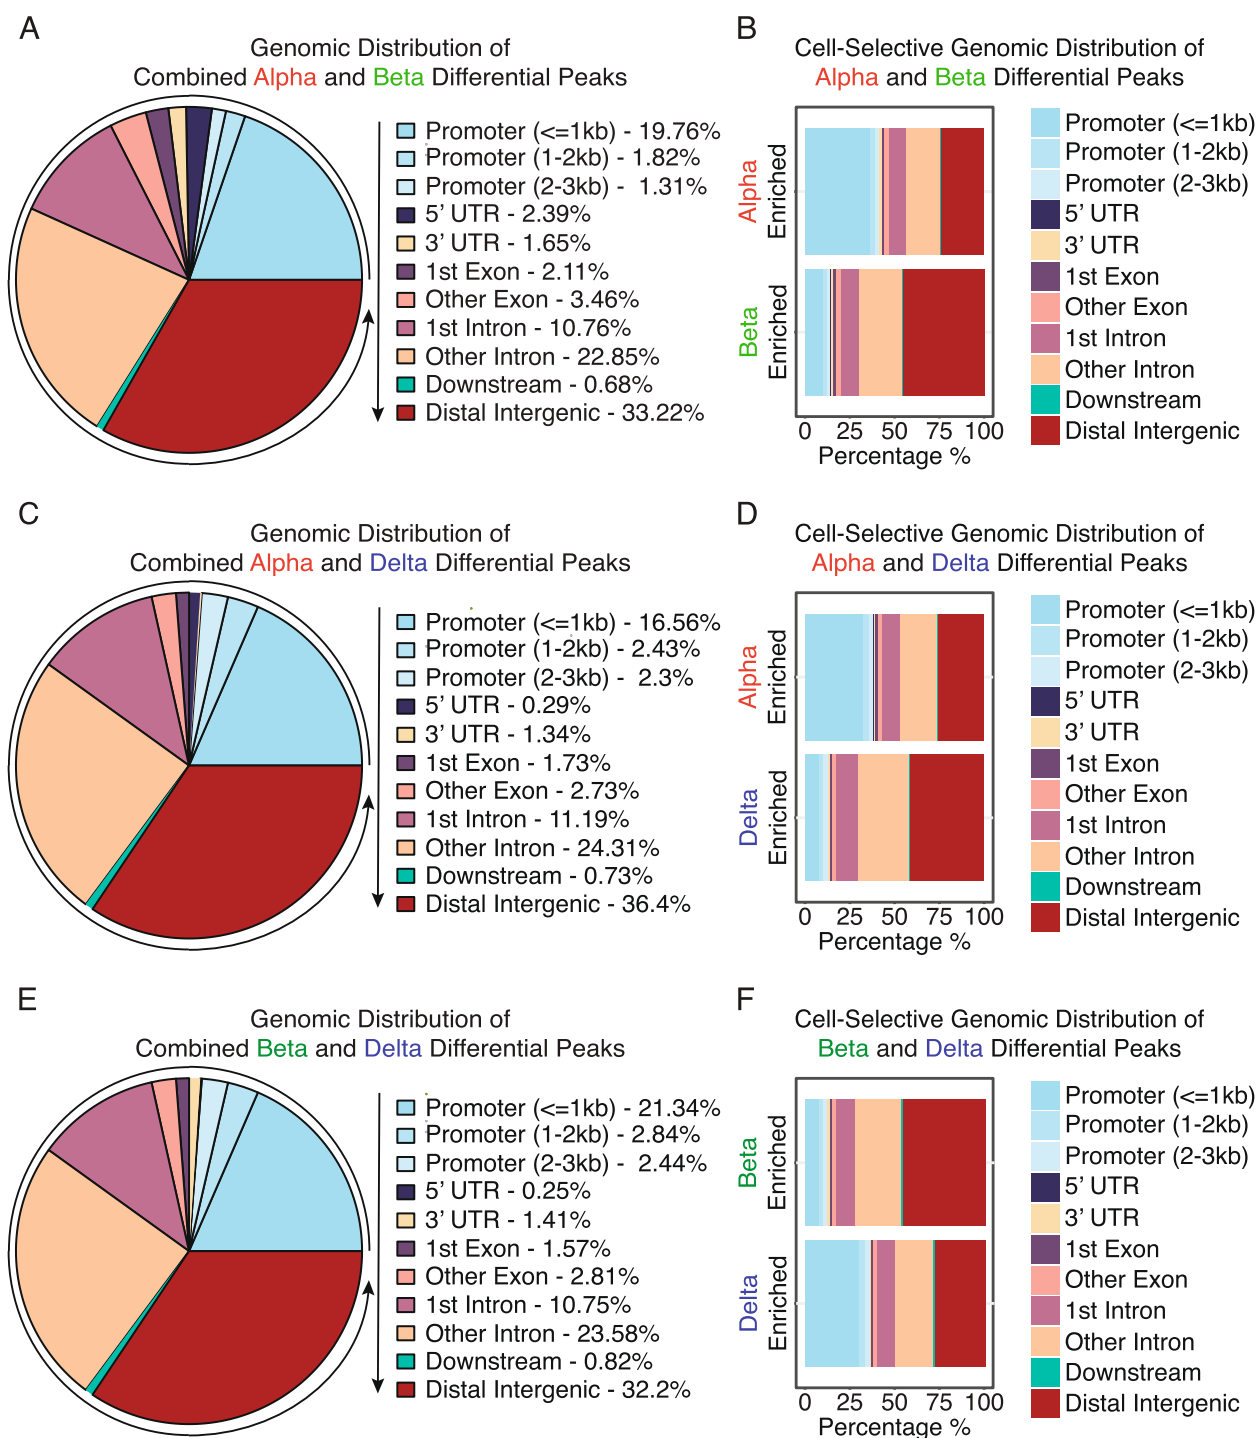 A
Genomic Distribution of
Combined Alpha and Beta Differential Peaks
Promoter (<=1kb) - 19.76%
Promoter (1-2kb) - 1.82%
Promoter (2-3kb) - 1.31%
5’ UTR - 2.39%
3’ UTR - 1.65%
1st Exon - 2.11%
Other Exon - 3.46%
1st Intron - 10.76%
Other Intron - 22.85%
Downstream - 0.68%
Distal Intergenic - 33.22%
B
Cell-Selective Genomic Distribution of
Alpha and Beta Differential Peaks
Alpha
Enriched
Beta
Enriched
0 25 50 75 100
Percentage %
Promoter (<=1kb)
Promoter (1-2kb)
Promoter (2-3kb)
5’ UTR
3’ UTR
1st Exon
Other Exon
1st Intron
Other Intron
Downstream
Distal Intergenic
C
Genomic Distribution of
Combined Alpha and Delta Differential Peaks
Promoter (<=1kb) - 16.56%
Promoter (1-2kb) - 2.43%
Promoter (2-3kb) - 2.3%
5’ UTR - 0.29%
3’ UTR - 1.34%
1st Exon - 1.73%
Other Exon - 2.73%
1st Intron - 11.19%
Other Intron - 24.31%
Downstream - 0.73%
Distal Intergenic - 36.4%
D
Cell-Selective Genomic Distribution of
Alpha and Delta Differential Peaks
Alpha
Enriched
Delta
Enriched
0 25 50 75 100
Percentage %
Promoter (<=1kb)
Promoter (1-2kb)
Promoter (2-3kb)
5’ UTR
3’ UTR
1st Exon
Other Exon
1st Intron
Other Intron
Downstream
Distal Intergenic
E
Genomic Distribution of
Combined Beta and Delta Differential Peaks
Promoter (<=1kb) - 21.34%
Promoter (1-2kb) - 2.84%
Promoter (2-3kb) - 2.44%
5’ UTR - 0.25%
3’ UTR - 1.41%
1st Exon - 1.57%
Other Exon - 2.81%
1st Intron - 10.75%
Other Intron - 23.58%
Downstream - 0.82%
Distal Intergenic - 32.2%
F
Cell-Selective Genomic Distribution of
Beta and Delta Differential Peaks
Beta
Enriched
Delta
Enriched
0 25 50 75 100
Percentage %
Promoter (<=1kb)
Promoter (1-2kb)
Promoter (2-3kb)
5’ UTR
3’ UTR
1st Exon
Other Exon
1st Intron
Other Intron
Downstream
Distal Intergenic